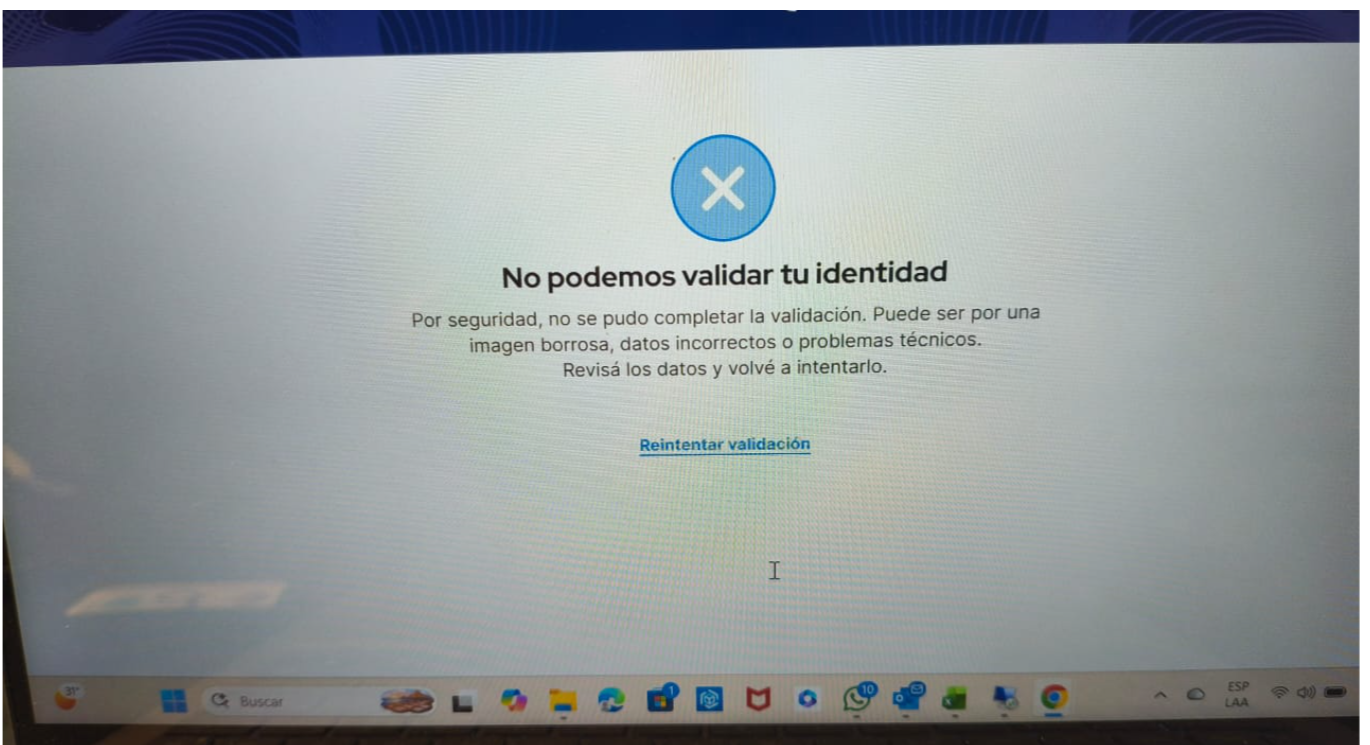 No podemos validar tu identidad
Por seguridad, no se pudo completar la validación. Puede ser por una
imagen borrosa, datos incorrectos o problemas técnicos.
Revisá los datos y volvé a intentarlo.
Reintentar validación
31°
Buscar
1
10
ESP
LAA